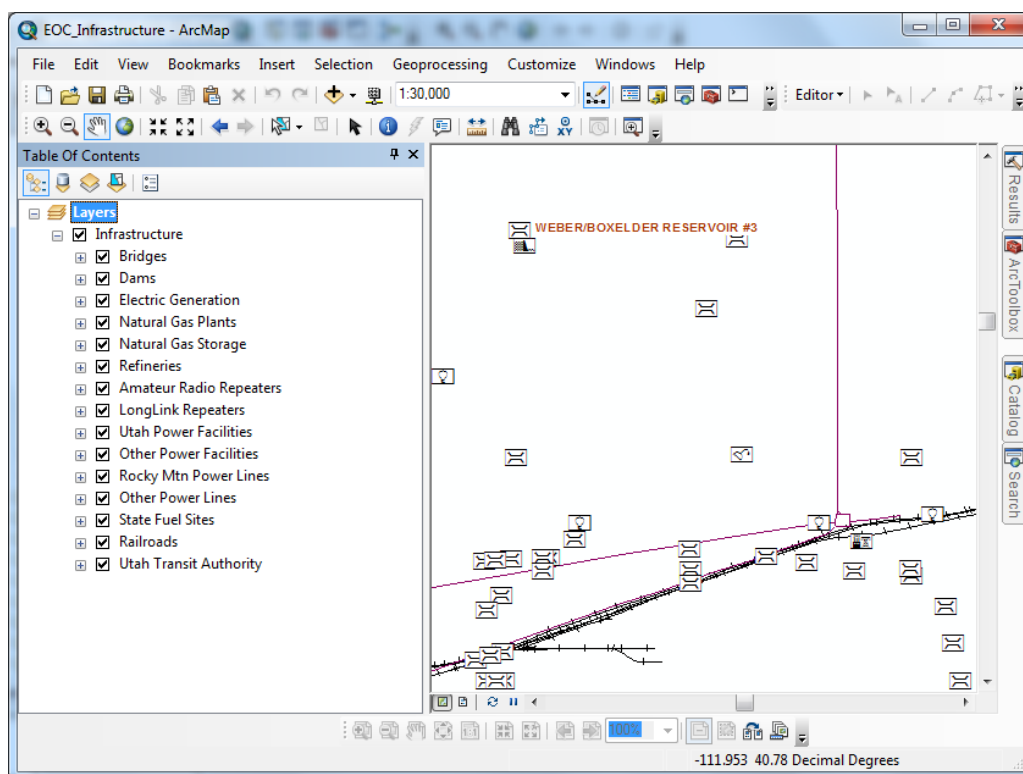 EOC_Infrastructure - ArcMap
File Edit View Bookmarks Insert Selection Geoprocessing Customize Windows Help
1:30,000
Editor
XY
Table Of Contents
Layers
Infrastructure
Bridges
Dams
Electric Generation
Natural Gas Plants
Natural Gas Storage
Refineries
Amateur Radio Repeaters
LongLink Repeaters
Utah Power Facilities
Other Power Facilities
Rocky Mtn Power Lines
Other Power Lines
State Fuel Sites
Railroads
Utah Transit Authority
WEBER/BOXELDER RESERVOIR #3
Results
ArcToolbox
Catalog
Search
100%
-111.953 40.78 Decimal Degrees